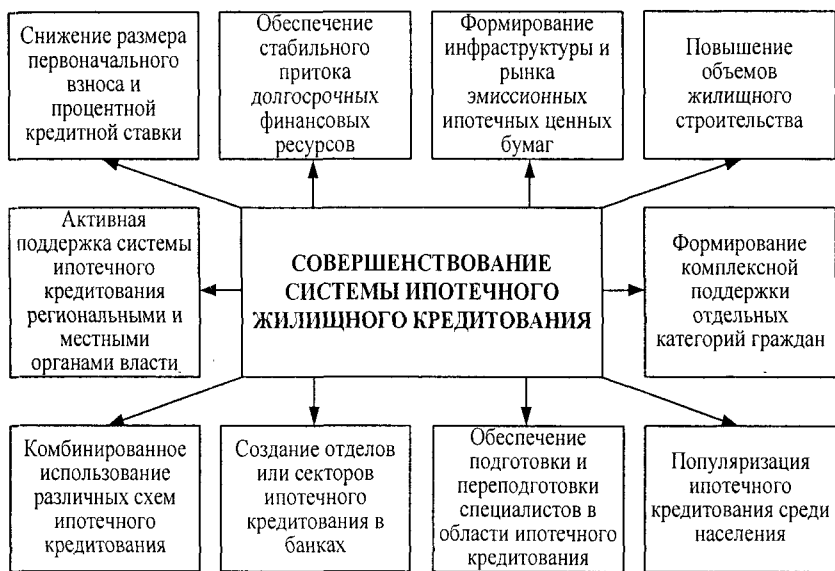 Снижение размера
первоначального
взноса и
процентной
кредитной ставки
Обеспечение
стабильного
притока
долгосрочных
финансовых
ресурсов
Формирование
инфраструктуры и
рынка
эмиссионных
ипотечных ценных
бумаг
Повышение
объемов
жилищного
строительства
Активная
поддержка системы
ипотечного
кредитования
региональными и
местными
органами власти
СОВЕРШЕНСТВОВАНИЕ
СИСТЕМЫ ИПОТЕЧНОГО
ЖИЛИЩНОГО КРЕДИТОВАНИЯ
Формирование
комплексной
поддержки
отдельных
категорий граждан
Комбинированное
использование
различных схем
ипотечного
кредитования
Создание отделов
или секторов
ипотечного
кредитования в
банках
Обеспечение
подготовки и
переподготовки
специалистов в
области ипотечного
кредитования
Популяризация
ипотечного
кредитования среди
населения